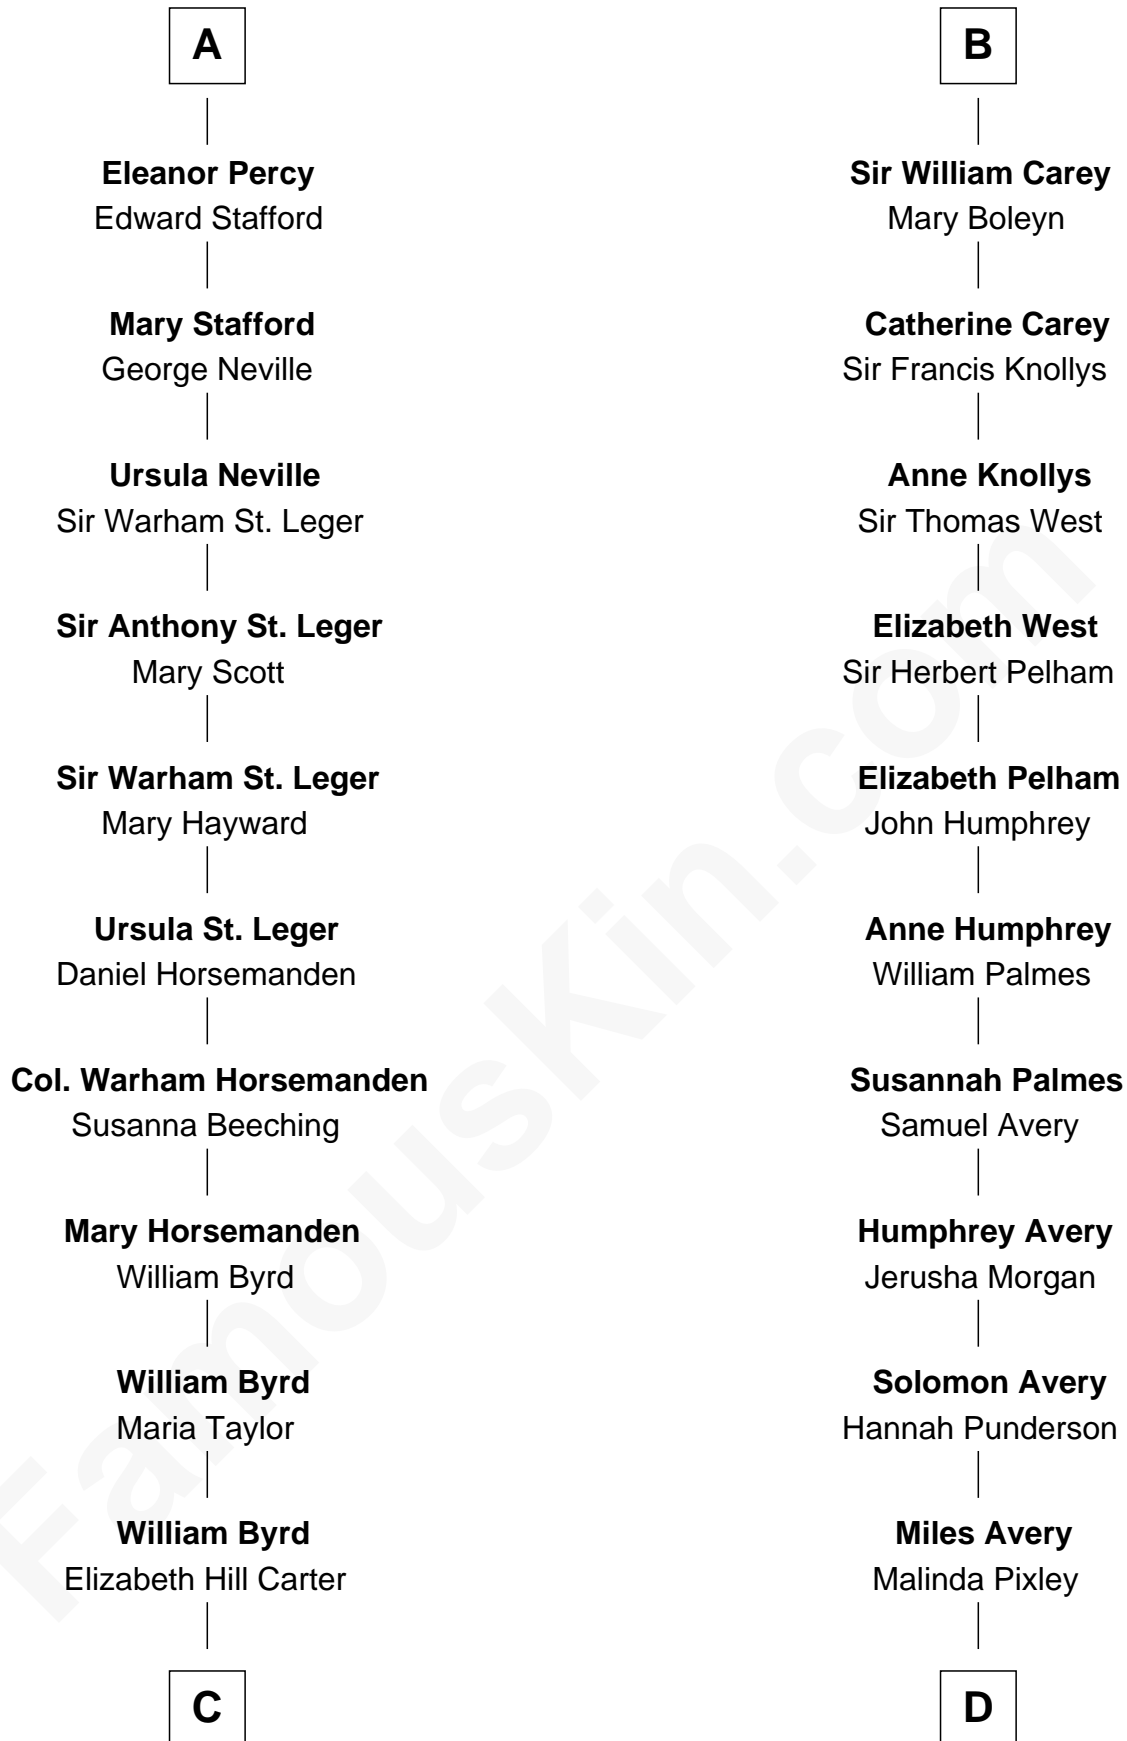 A
Eleanor Percy
Edward Stafford
Mary Stafford
George Neville
Ursula Neville
Sir Warham St. Leger
Sir Anthony St. Leger
Mary Scott
Sir Warham St. Leger
Mary Hayward
Ursula St. Leger
Daniel Horsemanden
Col. Warham Horsemanden
Susanna Beeching
Mary Horsemanden
William Byrd
William Byrd
Maria Taylor
William Byrd
Elizabeth Hill Carter
C
B
Sir William Carey
Mary Boleyn
Catherine Carey
Sir Francis Knollys
Anne Knollys
Sir Thomas West
Elizabeth West
Sir Herbert Pelham
Elizabeth Pelham
John Humphrey
Anne Humphrey
William Palmes
Susannah Palmes
Samuel Avery
Humphrey Avery
Jerusha Morgan
Solomon Avery
Hannah Punderson
Miles Avery
Malinda Pixley
D
FamousKin.com